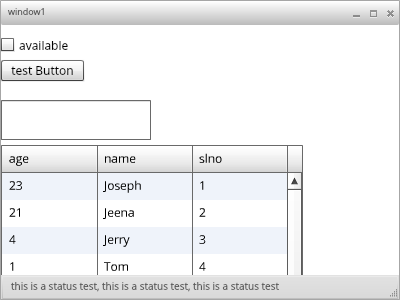 window1
available
test Button
age name slno
23 Joseph 1
21 Jeena 2
4 Jerry 3
1 Tom 4
this is a status test, this is a status test, this is a status test